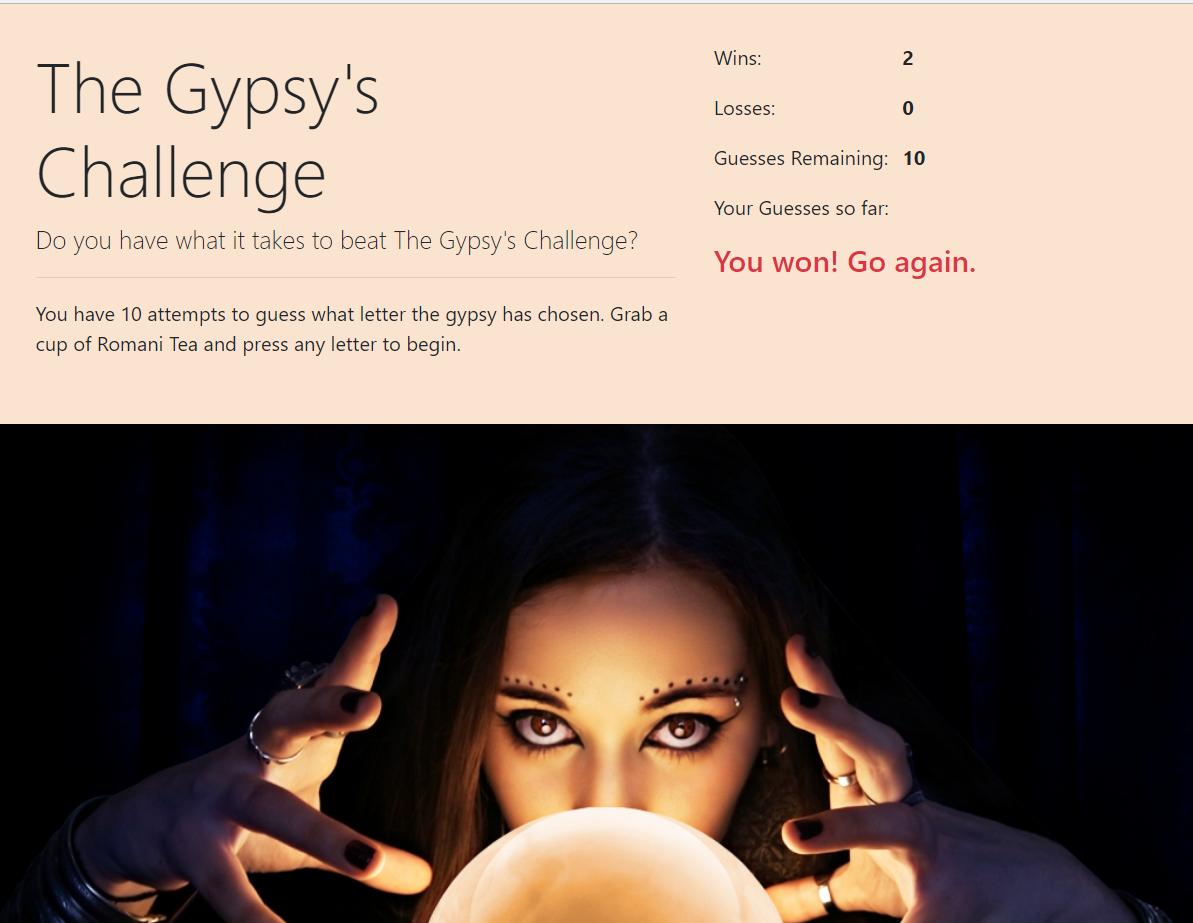 The Gypsy's
Challenge
Do you have what it takes to beat The Gypsy's Challenge?
You have 10 attempts to guess what letter the gypsy has chosen. Grab a
cup of Romani Tea and press any letter to begin.
Wins: 2
Losses: 0
Guesses Remaining: 10
Your Guesses so far:
You won! Go again.